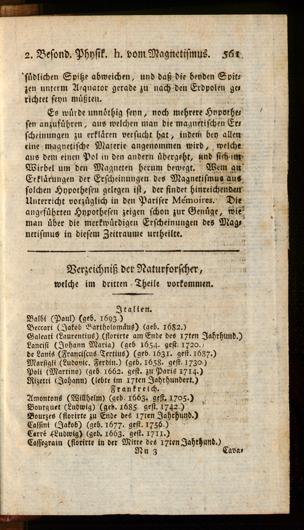 2. Besond. Physik. h. vom Magnetismus. 561
südlichen Spitze abweichen, und daß die beyden Spit-
zen unterm Aequator gerade zu nach den Erdpolen ge-
richtet seyn müßten.
Es würde unnöthig seyn, noch mehrere Hypothe-
sen anzuführen, aus welchen man die magnetischen Er-
scheinungen zu erklären versucht hat, indem bey allen
eine magnetische Materie angenommen wird, welche
aus dem einen Pol in den andern übergeht, und sich im
Wirbel um den Magneten herum bewegt. Wem an
Erklärungen der Erscheinungen des Magnetismus aus
solchen Hypothesen gelegen ist, der findet hinreichenden
Unterricht vorzüglich in den Pariser Mémoires. Die
angeführten Hypothesen zeigen schon zur Genüge, wie
man über die merkwürdigen Erscheinungen des Mag-
netismus in diesem Zeitraume urtheilte.
Verzeichniß der Naturforscher,
welche im dritten Theile vorkommen.
Italien.
Balbi (Paul) (geb. 1693.)
Beccari (Jakob Bartholomäus) (geb. 1682.)
Galeati (Laurentius) (florirte am Ende des 17ten Jahrhund.)
Lancisi (Johann Maria) (geb. 1654. gest. 1720.)
de Lanis (Franciscus Tertius) (geb. 1631. gest. 1687.)
Marsigli (Ludovic. Ferdin.) (geb. 1658. gest. 1730.)
Poli (Martino) (geb. 1662. gest. zu Paris 1714.)
Rizetti (Johann) (lebte im 17ten Jahrhundert.)
Frankreich.
Amontons (Willhelm) (geb. 1663. gest. 1705.)
Bourguet (Ludwig) (geb. 1685. gest. 1742.)
Bourzes (florirte zu Ende des 17ten Jahrhund.)
Cassini (Jakob) (geb. 1677. gest. 1756.)
Carré (Ludwig) (geb. 1663. gest. 1711.)
Cassegrain (florirte in der Mitte des 17ten Jahrhund.)
Nn 3 Cava-